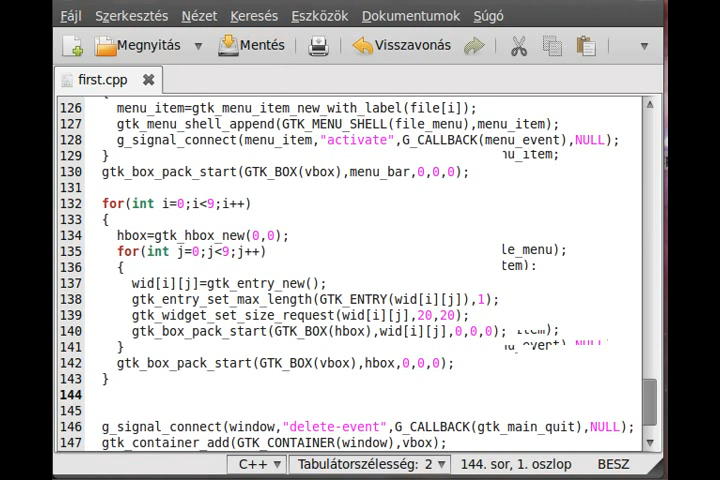 Fájl Szerkesztés Nézet Keresés Eszközök Dokumentumok Súgó
Megnyitás Mentés Visszavonás
first.cpp
126 menu_item=gtk_menu_item_new_with_label(file[i]);
127 gtk_menu_shell_append(GTK_MENU_SHELL(file_menu),menu_item);
128 g_signal_connect(menu_item,"activate",G_CALLBACK(menu_event),NULL);
129 }
130 gtk_box_pack_start(GTK_BOX(vbox),menu_bar,0,0,0);
131
132 for(int i=0;i<9;i++)
133 {
134 hbox=gtk_hbox_new(0,0);
135 for(int j=0;j<9;j++)
136 {
137 wid[i][j]=gtk_entry_new();
138 gtk_entry_set_max_length(GTK_ENTRY(wid[i][j]),1);
139 gtk_widget_set_size_request(wid[i][j],20,20);
140 gtk_box_pack_start(GTK_BOX(hbox),wid[i][j],0,0,0);
141 }
142 gtk_box_pack_start(GTK_BOX(vbox),hbox,0,0,0);
143 }
144
145
146 g_signal_connect(window,"delete-event",G_CALLBACK(gtk_main_quit),NULL);
147 gtk_container_add(GTK_CONTAINER(window),vbox);
C++ Tabulátorszélesség: 2 144. sor, 1. oszlop BESZ